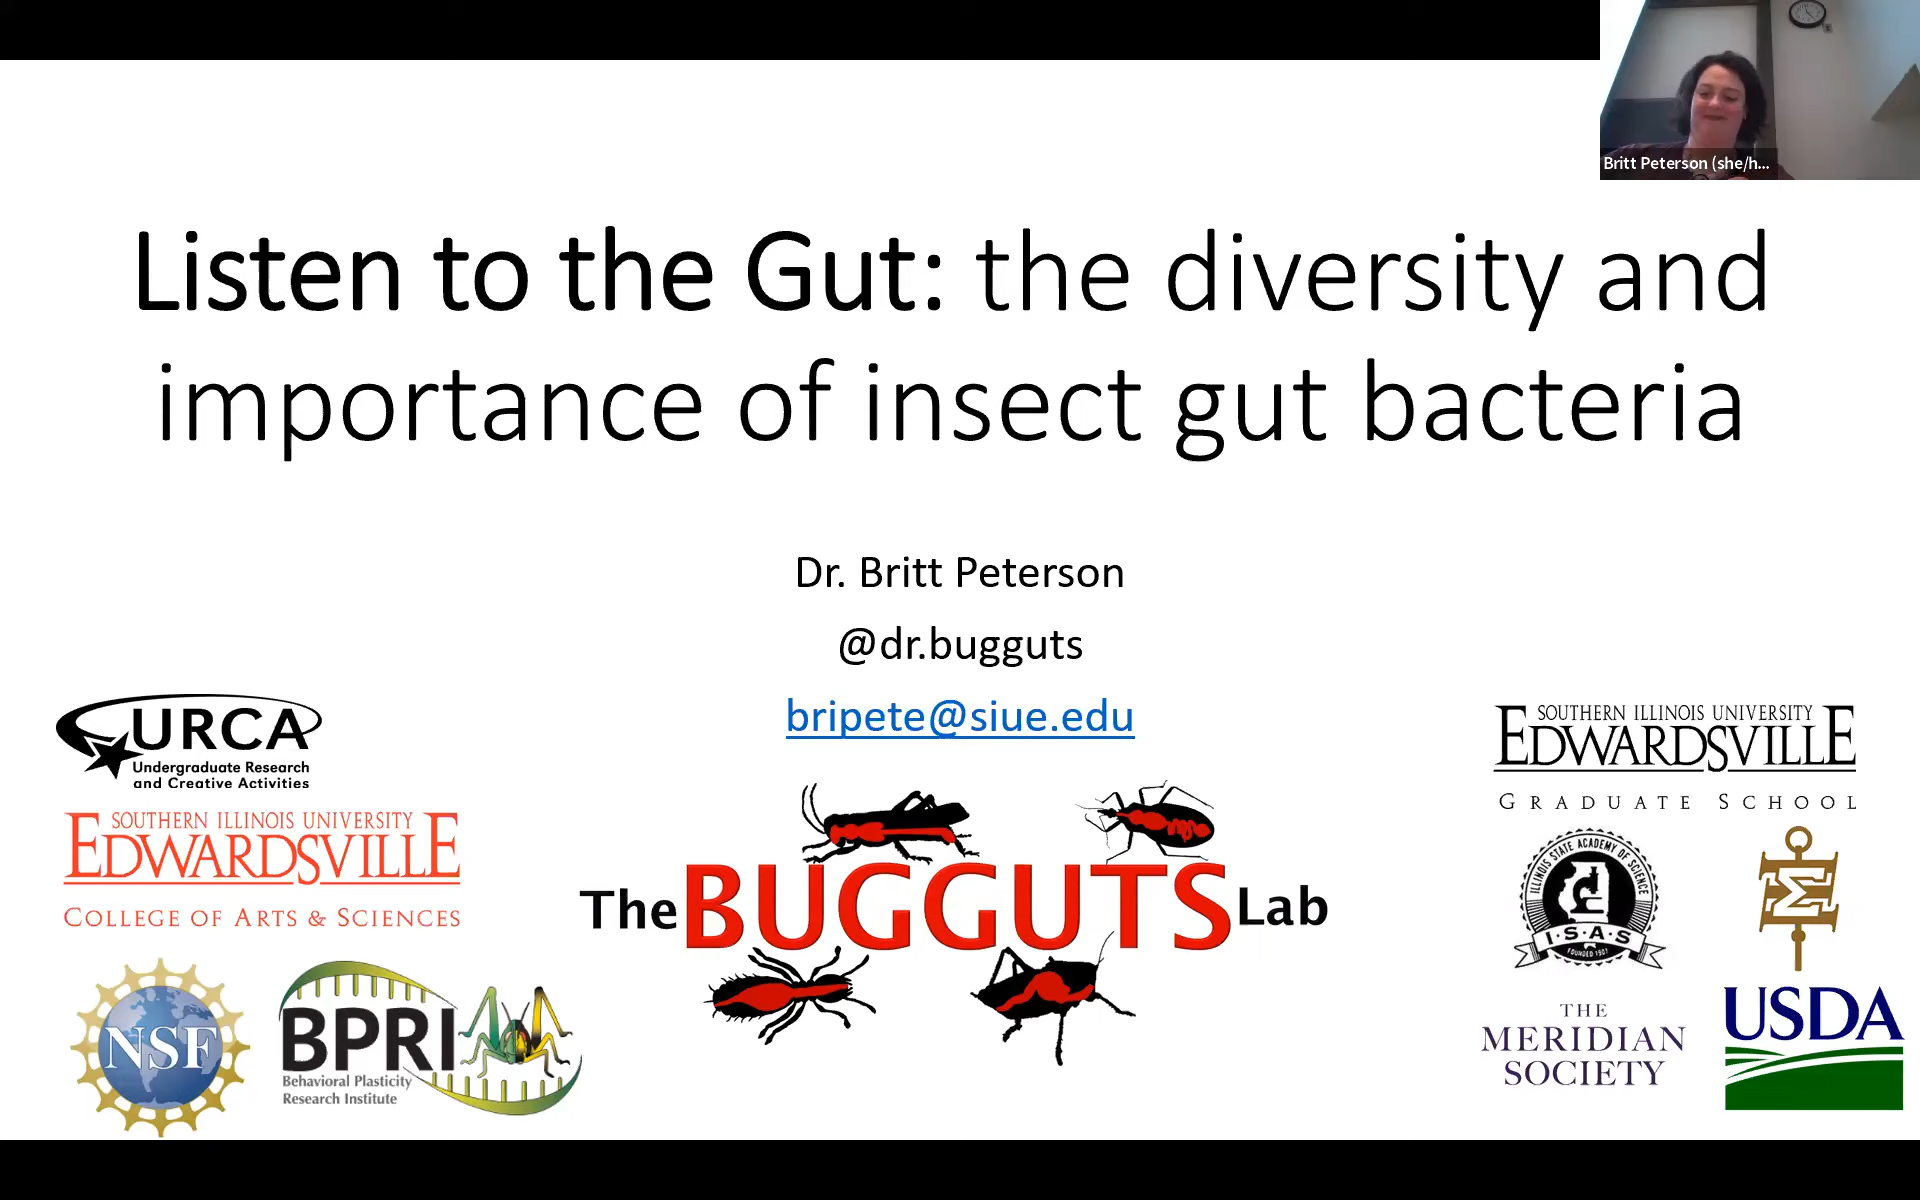 Britt Peterson (she/h...
Listen to the Gut: the diversity and
importance of insect gut bacteria
Dr. Britt Peterson
@dr.bugguts
bripete@siue.edu
URCA
Undergraduate Research
and Creative Activities
SOUTHERN ILLINOIS UNIVERSITY
EDWARDSVILLE
COLLEGE OF ARTS & SCIENCES
NSF
BPRI
Behavioral Plasticity
Research Institute
The BUGGUTS Lab
SOUTHERN ILLINOIS UNIVERSITY
EDWARDSVILLE
GRADUATE SCHOOL
ILLINOIS STATE ACADEMY OF SCIENCE
I·S·A·S
FOUNDED 1907
Σ
THE
MERIDIAN
SOCIETY
USDA